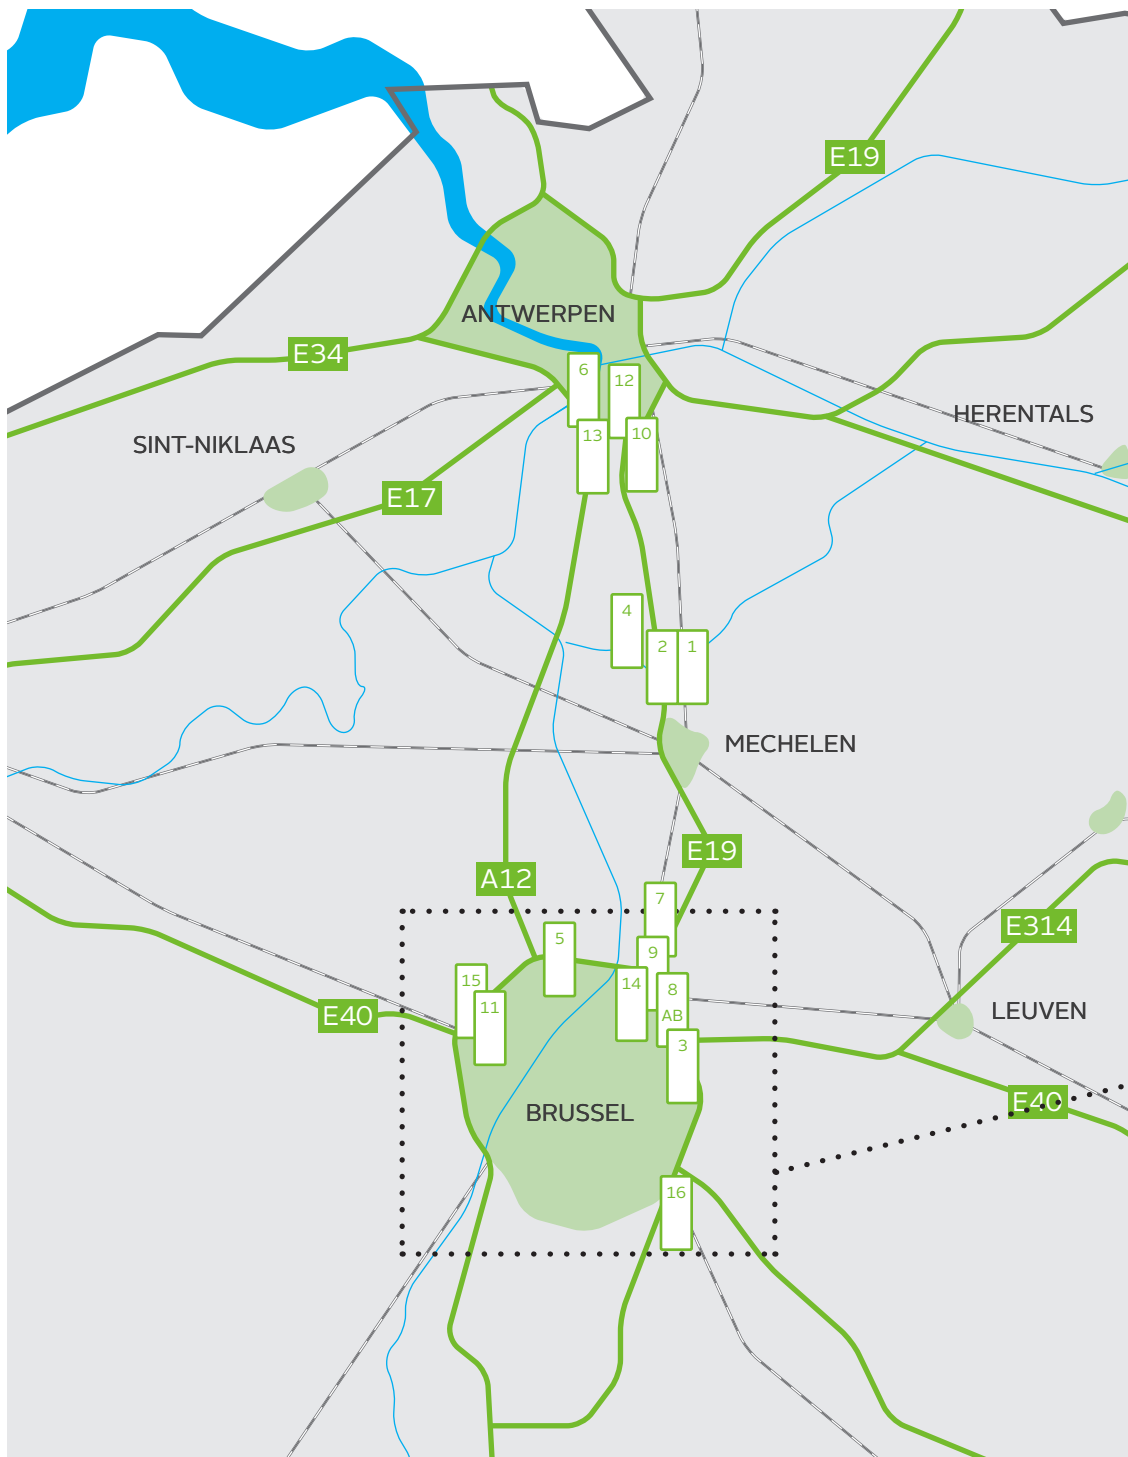 E19
ANTWERPEN
E34
6
12
HERENTALS
SINT-NIKLAAS
13
10
E17
4
2
1
MECHELEN
E19
A12
7
E314
5
9
15
14
8
AB
11
LEUVEN
E40
3
E40
BRUSSEL
16